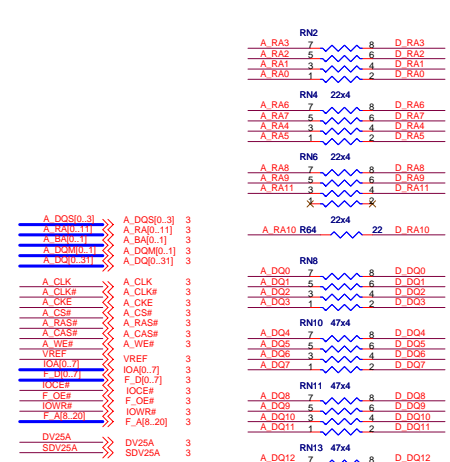 RN2
A_RA3 7 8 D_RA3
A_RA2 5 6 D_RA2
A_RA1 3 4 D_RA1
A_RA0 1 2 D_RA0
RN4 22x4
A_RA6 7 8 D_RA6
A_RA7 5 6 D_RA7
A_RA4 3 4 D_RA4
A_RA5 1 2 D_RA5
RN6 22x4
A_RA8 7 8 D_RA8
A_RA9 5 6 D_RA9
A_RA11 3 4 D_RA11
1 2
22x4
A_RA10 R64 22 D_RA10
RN8
A_DQ0 7 8 D_DQ0
A_DQ1 5 6 D_DQ1
A_DQ2 3 4 D_DQ2
A_DQ3 1 2 D_DQ3
RN10 47x4
A_DQ4 7 8 D_DQ4
A_DQ5 5 6 D_DQ5
A_DQ6 3 4 D_DQ6
A_DQ7 1 2 D_DQ7
RN11 47x4
A_DQ8 7 8 D_DQ8
A_DQ9 5 6 D_DQ9
A_DQ10 3 4 D_DQ10
A_DQ11 1 2 D_DQ11
RN13 47x4
A_DQ12 7 8 D_DQ12
A_DQS[0..3] A_DQS[0..3] 3
A_RA[0..11] A_RA[0..11] 3
A_BA[0..1] A_BA[0..1] 3
A_DQM[0..1] A_DQM[0..1] 3
A_DQ[0..31] A_DQ[0..31] 3
A_CLK A_CLK 3
A_CLK# A_CLK# 3
A_CKE A_CKE 3
A_CS# A_CS# 3
A_RAS# A_RAS# 3
A_CAS# A_CAS# 3
A_WE# A_WE# 3
VREF VREF 3
IOA[0..7] IOA[0..7] 3
F_D[0..7] F_D[0..7] 3
IOCE# IOCE# 3
F_OE# F_OE# 3
IOWR# IOWR# 3
F_A[8..20] F_A[8..20] 3
DV25A DV25A 3
SDV25A SDV25A 3